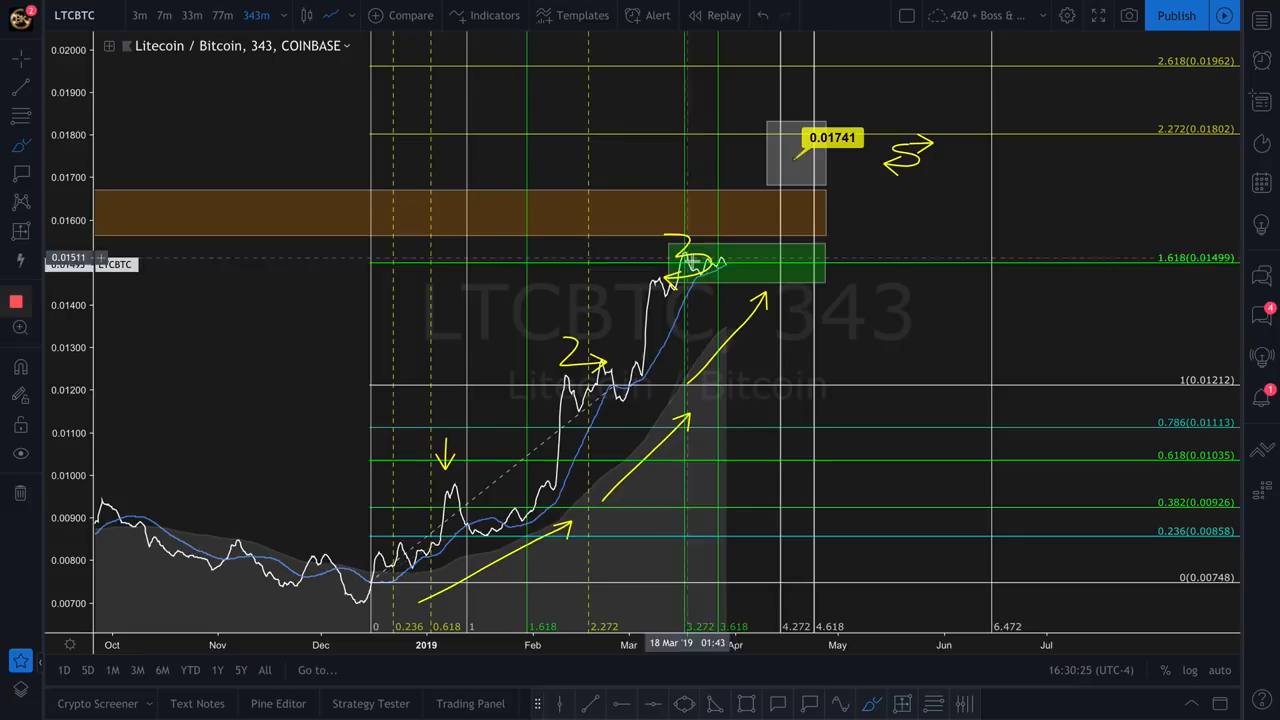 2
LTCBTC
3m 7m 33m 77m 343m
Compare
Indicators
Templates
Alert
Replay
420 + Boss & ...
Publish
Litecoin / Bitcoin, 343, COINBASE
0.02000
0.01900
0.01800
0.01700
0.01600
0.01511
LTCBTC
0.01400
0.01300
0.01200
0.01100
0.01000
0.00900
0.00800
0.00700
2.618(0.01962)
2.272(0.01802)
0.01741
1.618(0.01499)
1(0.01212)
0.786(0.01113)
0.618(0.01035)
0.382(0.00926)
0.236(0.00858)
0(0.00748)
LTCBTC, 343
Litecoin / Bitcoin
2
2
S
0 0.236 0.618 1 1.618 2.272 3.272 3.618 4.272 4.618 6.472
Oct Nov Dec 2019 Feb Mar 18 Mar '19 01:43 Apr May Jun Jul
1D 5D 1M 3M 6M YTD 1Y 5Y All Go to...
16:30:25 (UTC-4) % log auto
Crypto Screener Text Notes Pine Editor Strategy Tester Trading Panel
4
1